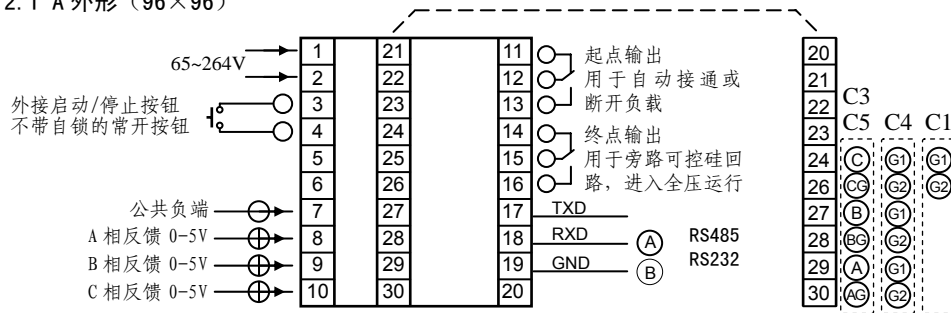 2.1 A外形（96×96）
65~264V
外接启动/停止按钮
不带自锁的常开按钮
公共负端
A相反馈 0-5V
B相反馈 0-5V
C相反馈 0-5V
1 21 11
2 22 12
3 23 13
4 24 14
5 25 15
6 26 16
7 27 17
8 28 18
9 29 19
10 30 20
起点输出
用于自动接通或
断开负载
终点输出
用于旁路可控硅回
路，进入全压运行
TXD
RXD A RS485
GND B RS232
C3
C5 C4 C1
20
21
22
23
24 C G1 G1
26 CG G2 G2
27 B G1
28 BG G2
29 A G1
30 AG G2